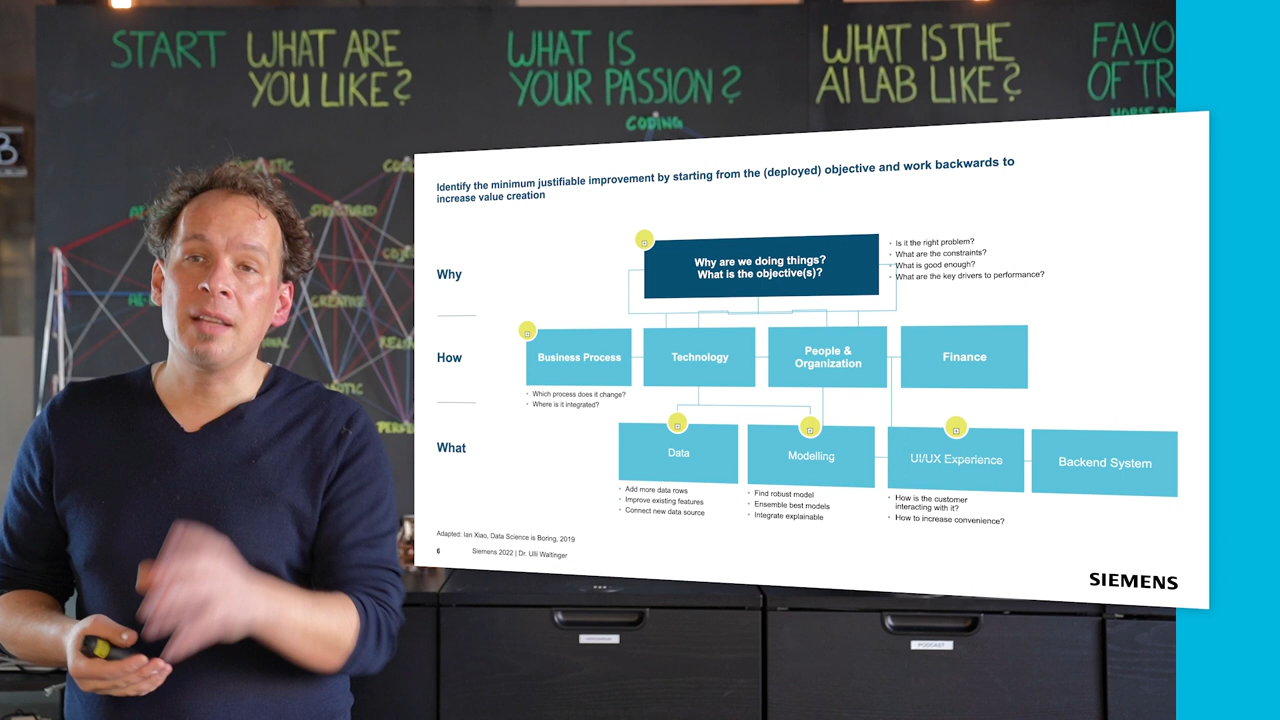 START
WHAT ARE
YOU LIKE?
WHAT IS
YOUR PASSION?
CODING
WHAT IS THE
AI LAB LIKE?
FAVO
OF TR
B
STRUCTURED
CREATIVE
Identify the minimum justifiable improvement by starting from the (deployed) objective and work backwards to
increase value creation
Why
Why are we doing things?
What is the objective(s)?
• Is it the right problem?
• What are the constraints?
• What is good enough?
• What are the key drivers to performance?
How
Business Process
Technology
People &
Organization
Finance
• Which process does it change?
• Where is it integrated?
What
Data
Modelling
UI/UX Experience
Backend System
• Add more data rows
• Improve existing features
• Connect new data source
• Find robust model
• Ensemble best models
• Integrate explainable
• How is the customer
interacting with it?
• How to increase convenience?
Adapted: Ian Xiao, Data Science is Boring, 2019
6 Siemens 2022 | Dr. Ulli Waltinger
SIEMENS
PODCAST